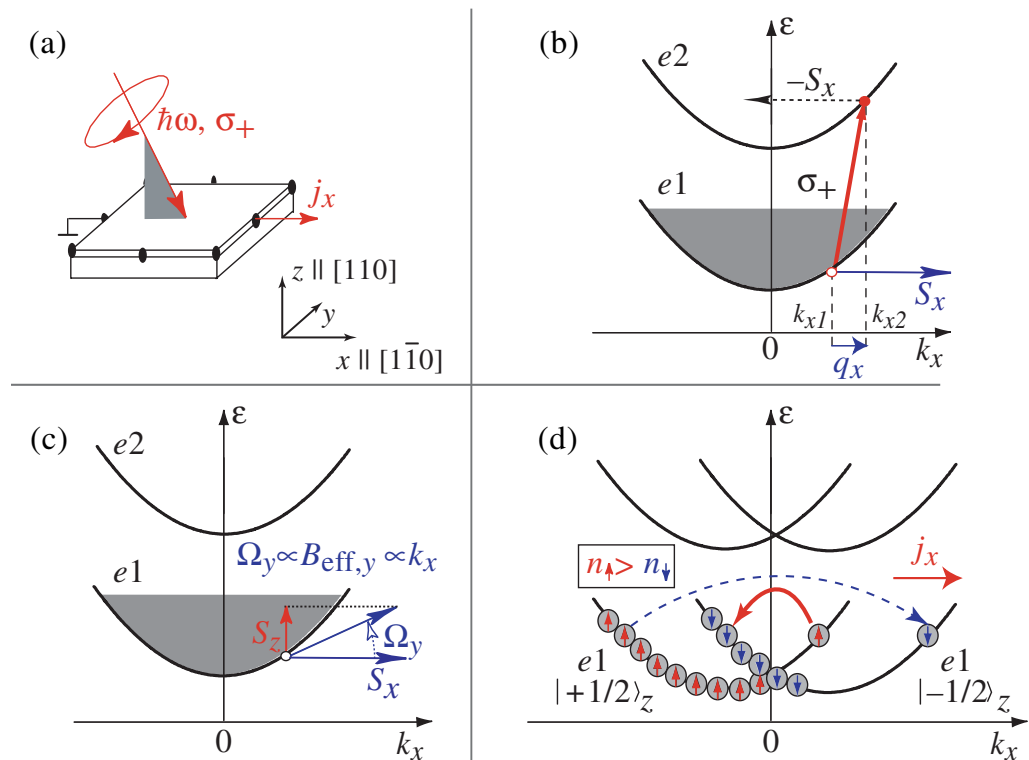 (a)
ħω, σ+
jx
z || [110]
y
x || [11̄0]
(b)
ε
e2
−Sx
e1
σ+
Sx
kx1
kx2
0
qx
kx
(c)
ε
e2
Ωy∝Beff,y ∝kx
e1
Sz
Ωy
Sx
0
kx
(d)
ε
n↑> n↓
jx
e1
|+1/2⟩z
e1
|−1/2⟩z
0
kx